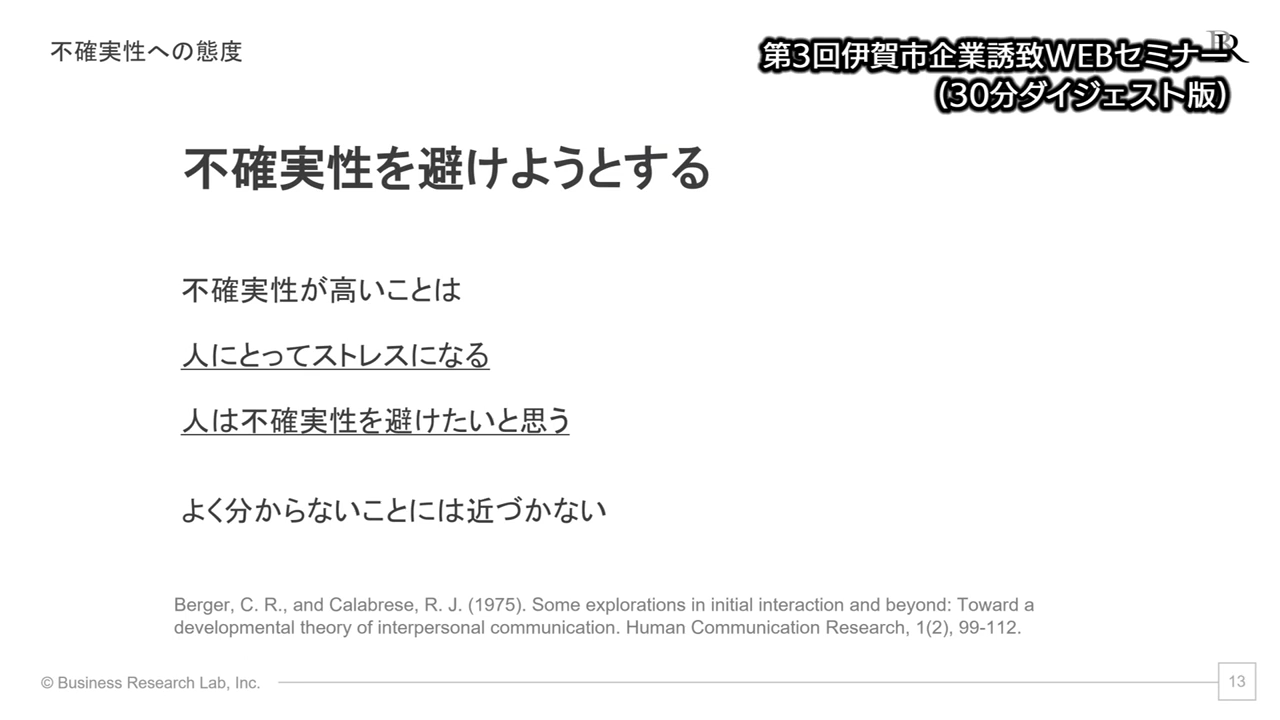 不確実性への態度
第3回伊賀市企業誘致WEBセミナー
(30分ダイジェスト版)
不確実性を避けようとする
不確実性が高いことは
人にとってストレスになる
人は不確実性を避けたいと思う
よく分からないことには近づかない
Berger, C. R., and Calabrese, R. J. (1975). Some explorations in initial interaction and beyond: Toward a
developmental theory of interpersonal communication. Human Communication Research, 1(2), 99-112.
© Business Research Lab, Inc.
13